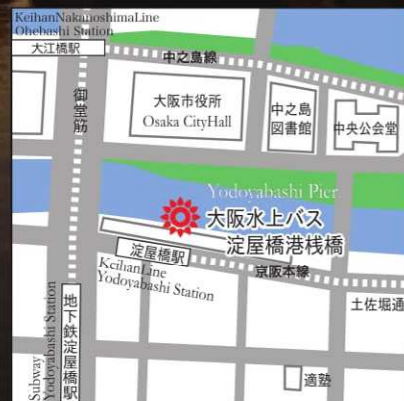 KeihanNakanoshimaLine
Ohebashi Station
大江橋駅
中之島線
御堂筋
大阪市役所
Osaka CityHall
中之島
図書館
中央公会堂
Yodoyabashi Pier
大阪水上バス
淀屋橋港桟橋
淀屋橋駅
KeihanLine
Yodoyabashi Station
京阪本線
土佐堀通
地下鉄淀屋橋駅
Subway
Yodoyabashi Station
適塾